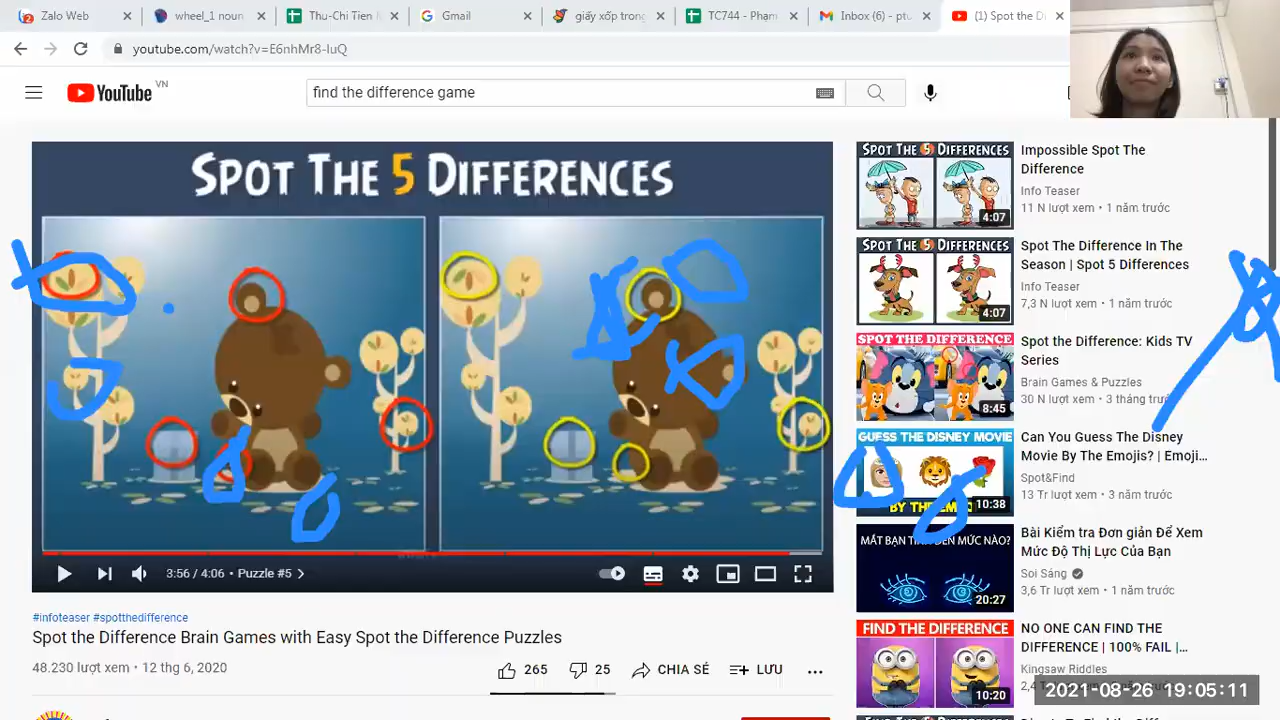 Zalo Web
wheel_1 noun
Thu-Chi Tiền
Gmail
giấy xốp trong
TC744 - Phạm
Inbox (6) - ptu
(1) Spot the Di
youtube.com/watch?v=E6nhMr8-luQ
YouTube VN
find the difference game
SPOT THE 5 DIFFERENCES
3:56 / 4:06 • Puzzle #5
#infoteaser #spotthedifference
Spot the Difference Brain Games with Easy Spot the Difference Puzzles
48.230 lượt xem • 12 thg 6, 2020
265
25
CHIA SẺ
LƯU
SPOT THE 5 DIFFERENCES
4:07
Impossible Spot The
Difference
Info Teaser
11 N lượt xem • 1 năm trước
SPOT THE 5 DIFFERENCES
4:07
Spot The Difference In The
Season | Spot 5 Differences
Info Teaser
7,3 N lượt xem • 1 năm trước
SPOT THE DIFFERENCE
8:45
Spot the Difference: Kids TV
Series
Brain Games & Puzzles
30 N lượt xem • 3 tháng
GUESS THE DISNEY MOVIE
BY THE
10:38
Can You Guess The Disney
Movie By The Emojis? | Emoji...
Spot&Find
13 Tr lượt xem • 3 năm trước
MẮT BẠN ĐẾN MỨC NÀO?
20:27
Bài Kiểm tra Đơn giản Để Xem
Mức Độ Thị Lực Của Bạn
Soi Sáng
3,6 Tr lượt xem • 1 năm trước
FIND THE DIFFERENCE
10:20
NO ONE CAN FIND THE
DIFFERENCE | 100% FAIL |...
Kingsaw Riddles
2021-08-26 19:05:11